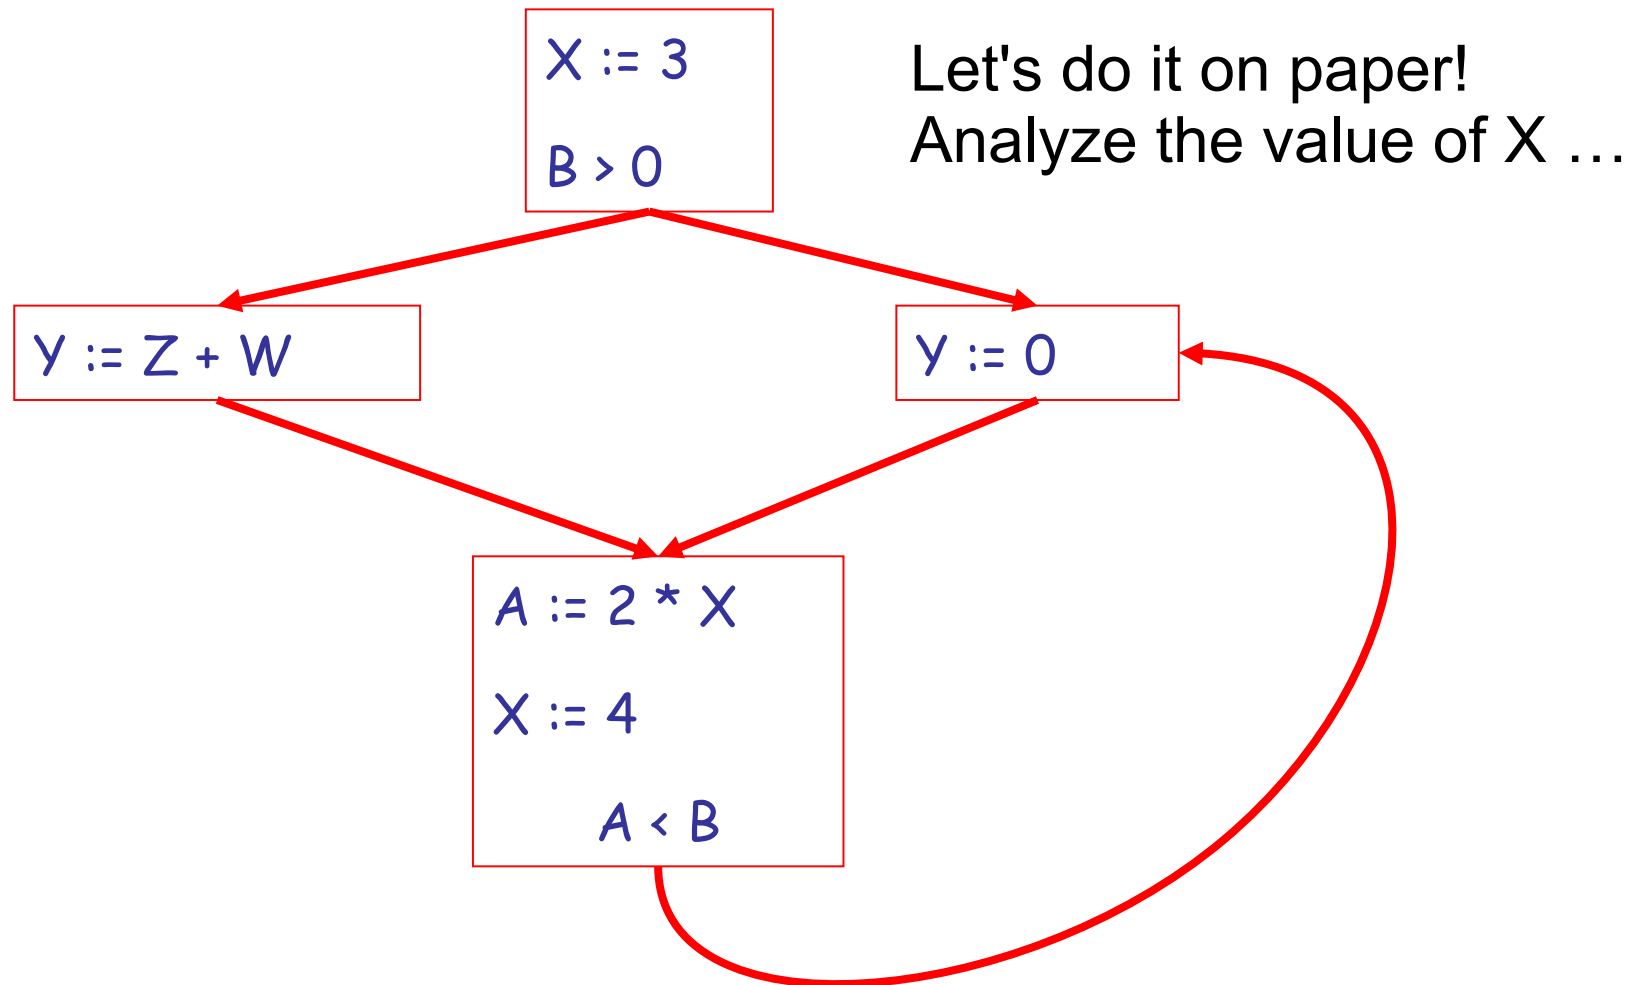 X := 3
B > 0
Let's do it on paper!
Analyze the value of X …
Y := Z + W
Y := 0
A := 2 * X
X := 4
A < B